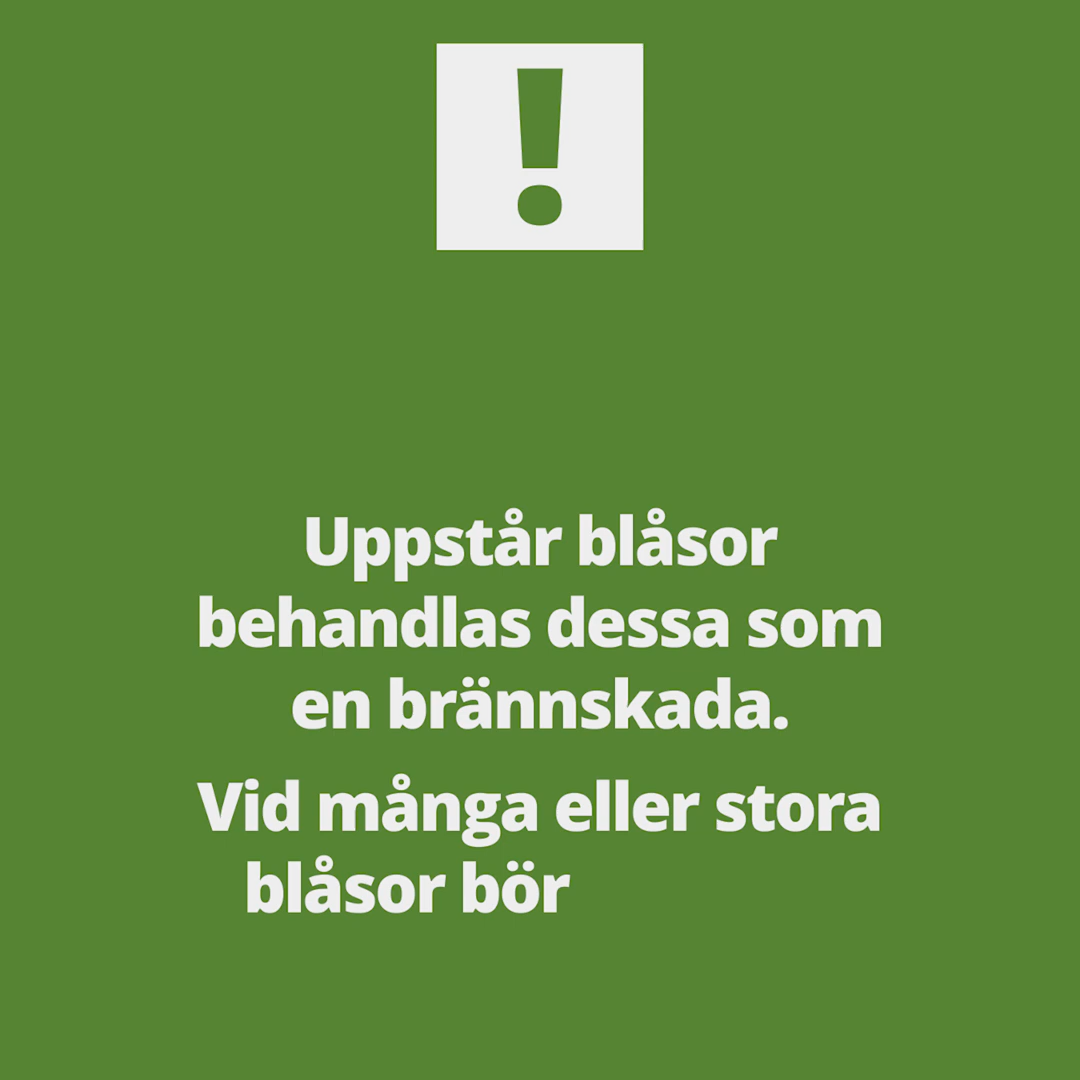 !
Uppstår blåsor
behandlas dessa som
en brännskada.
Vid många eller stora
blåsor bör